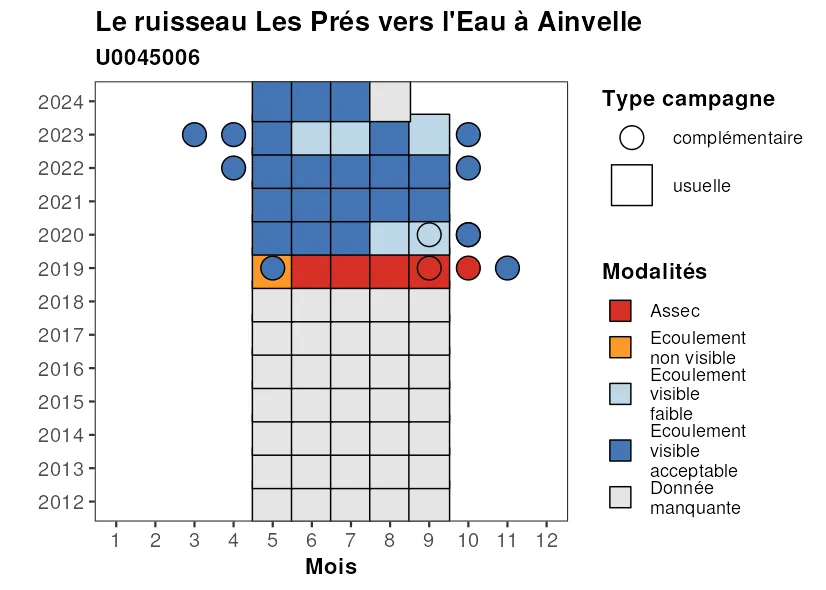 Le ruisseau Les Prés vers l'Eau à Ainvelle
U0045006
2024
2023
2022
2021
2020
2019
2018
2017
2016
2015
2014
2013
2012
1 2 3 4 5 6 7 8 9 10 11 12
Mois
Type campagne
complémentaire
usuelle
Modalités
Assec
Ecoulement
non visible
Ecoulement
visible
faible
Ecoulement
visible
acceptable
Donnée
manquante